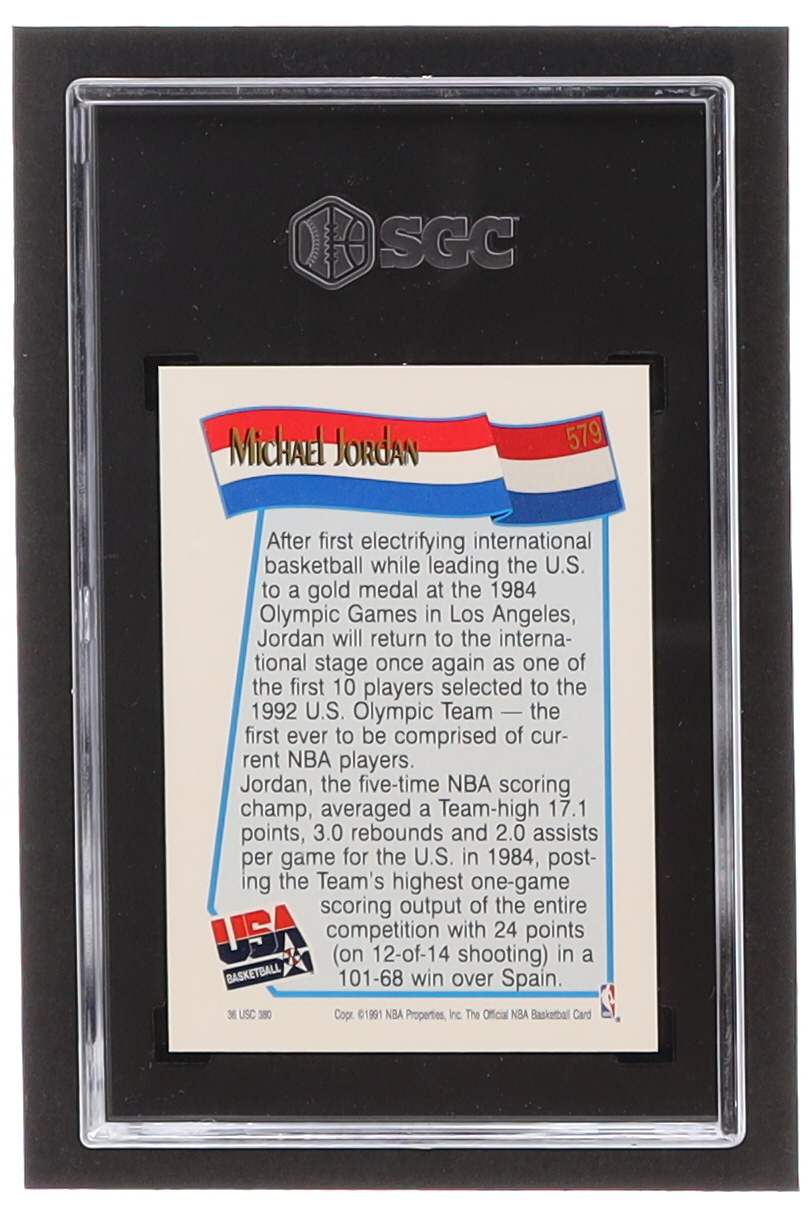 SGC
Michael Jordan
579
After first electrifying international
basketball while leading the U.S.
to a gold medal at the 1984
Olympic Games in Los Angeles,
Jordan will return to the interna-
tional stage once again as one of
the first 10 players selected to the
1992 U.S. Olympic Team — the
first ever to be comprised of cur-
rent NBA players.
Jordan, the five-time NBA scoring
champ, averaged a Team-high 17.1
points, 3.0 rebounds and 2.0 assists
per game for the U.S. in 1984, post-
ing the Team's highest one-game
scoring output of the entire
competition with 24 points
(on 12-of-14 shooting) in a
101-68 win over Spain.
USA
BASKETBALL
36 USC 380
Copr. ©1991 NBA Properties, Inc. The Official NBA Basketball Card